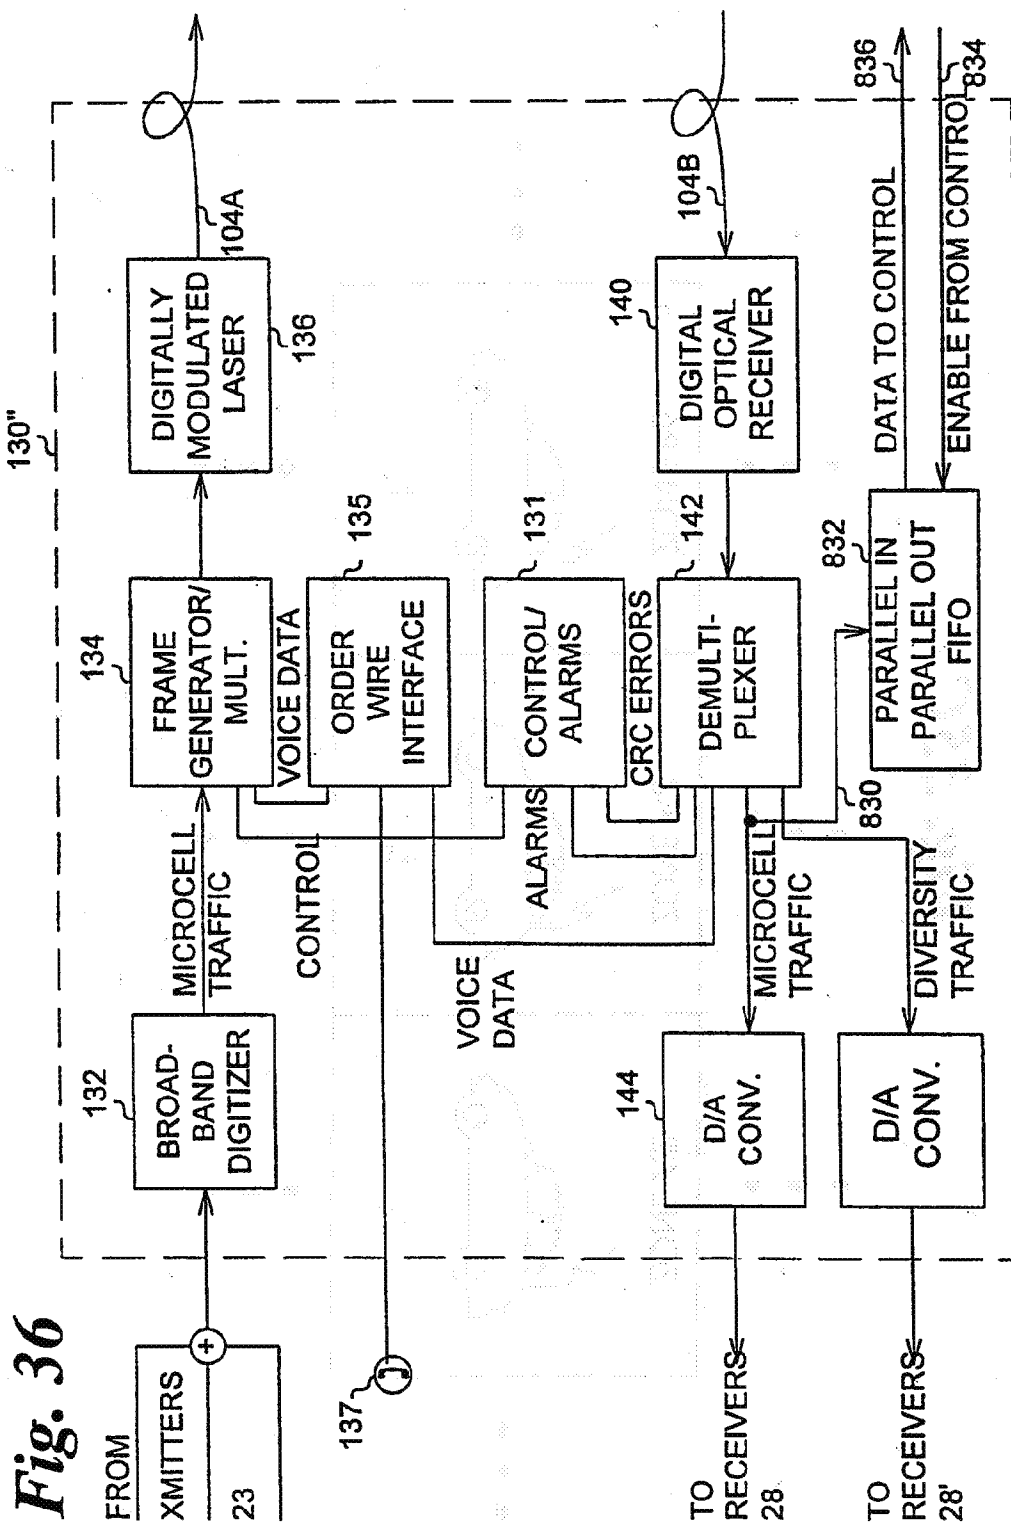 Fig. 36
130"
FROM
XMITTERS
23
132
BROAD-
BAND
DIGITIZER
MICROCELL
TRAFFIC
134
FRAME
GENERATOR/
MULT.
DIGITALLY
MODULATED
LASER
136
104A
VOICE DATA
CONTROL
135
ORDER
WIRE
INTERFACE
137
131
CONTROL/
ALARMS
ALARMS
CRC ERRORS
VOICE
DATA
142
DEMULTI-
PLEXER
140
DIGITAL
OPTICAL
RECEIVER
104B
MICROCELL
TRAFFIC
144
D/A
CONV.
TO
RECEIVERS
28
DIVERSITY
TRAFFIC
D/A
CONV.
TO
RECEIVERS
28'
830
832
PARALLEL IN
PARALLEL OUT
FIFO
DATA TO CONTROL
836
ENABLE FROM CONTROL
834